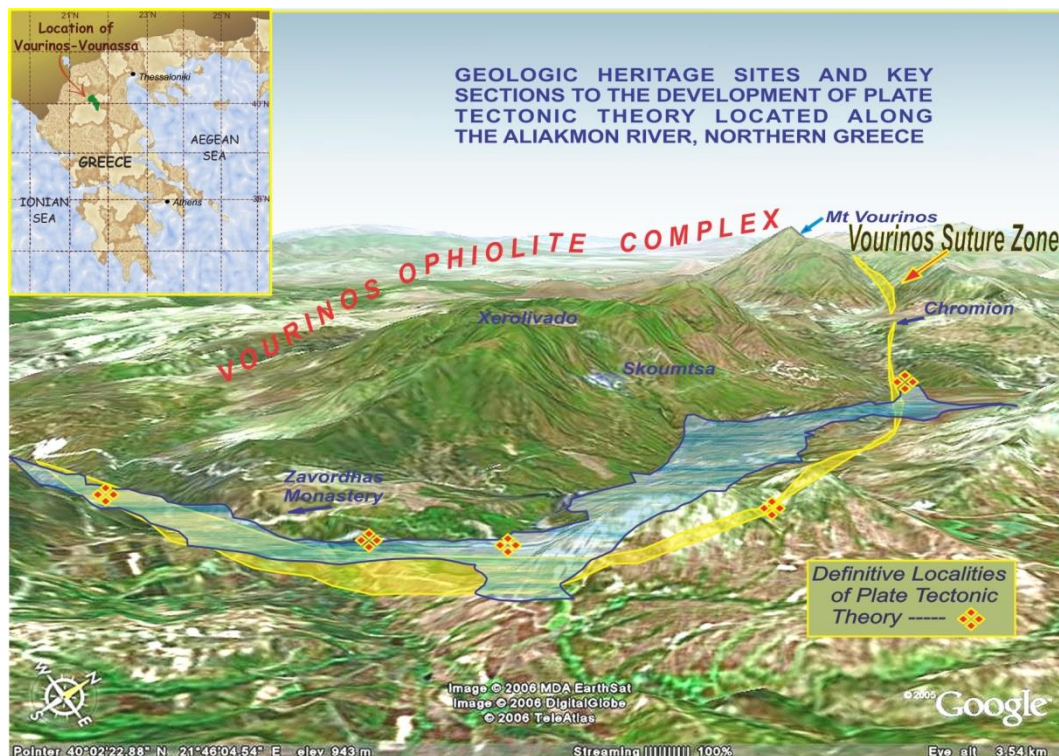 Location of
Vourinos-Vounassa
21°N
23°N
25°N
Thessaloniki
40°N
AEGEAN
SEA
GREECE
38°N
Athens
IONIAN
SEA
GEOLOGIC HERITAGE SITES AND KEY
SECTIONS TO THE DEVELOPMENT OF PLATE
TECTONIC THEORY LOCATED ALONG
THE ALIAKMON RIVER, NORTHERN GREECE
VOURINOS OPHIOLITE COMPLEX
Mt Vourinos
Vourinos Suture Zone
Chromion
Xerolivado
Skoumtsa
Zavordhas
Monastery
Definitive Localities
of Plate Tectonic
Theory -----
N
W
S
E
Image © 2006 MDA EarthSat
Image © 2006 DigitalGlobe
© 2006 TeleAtlas
©2005 Google
Pointer 40°02'22.88" N 21°46'04.54" E elev 943 m
Streaming ||||||||| 100%
Eye alt 3.54 km